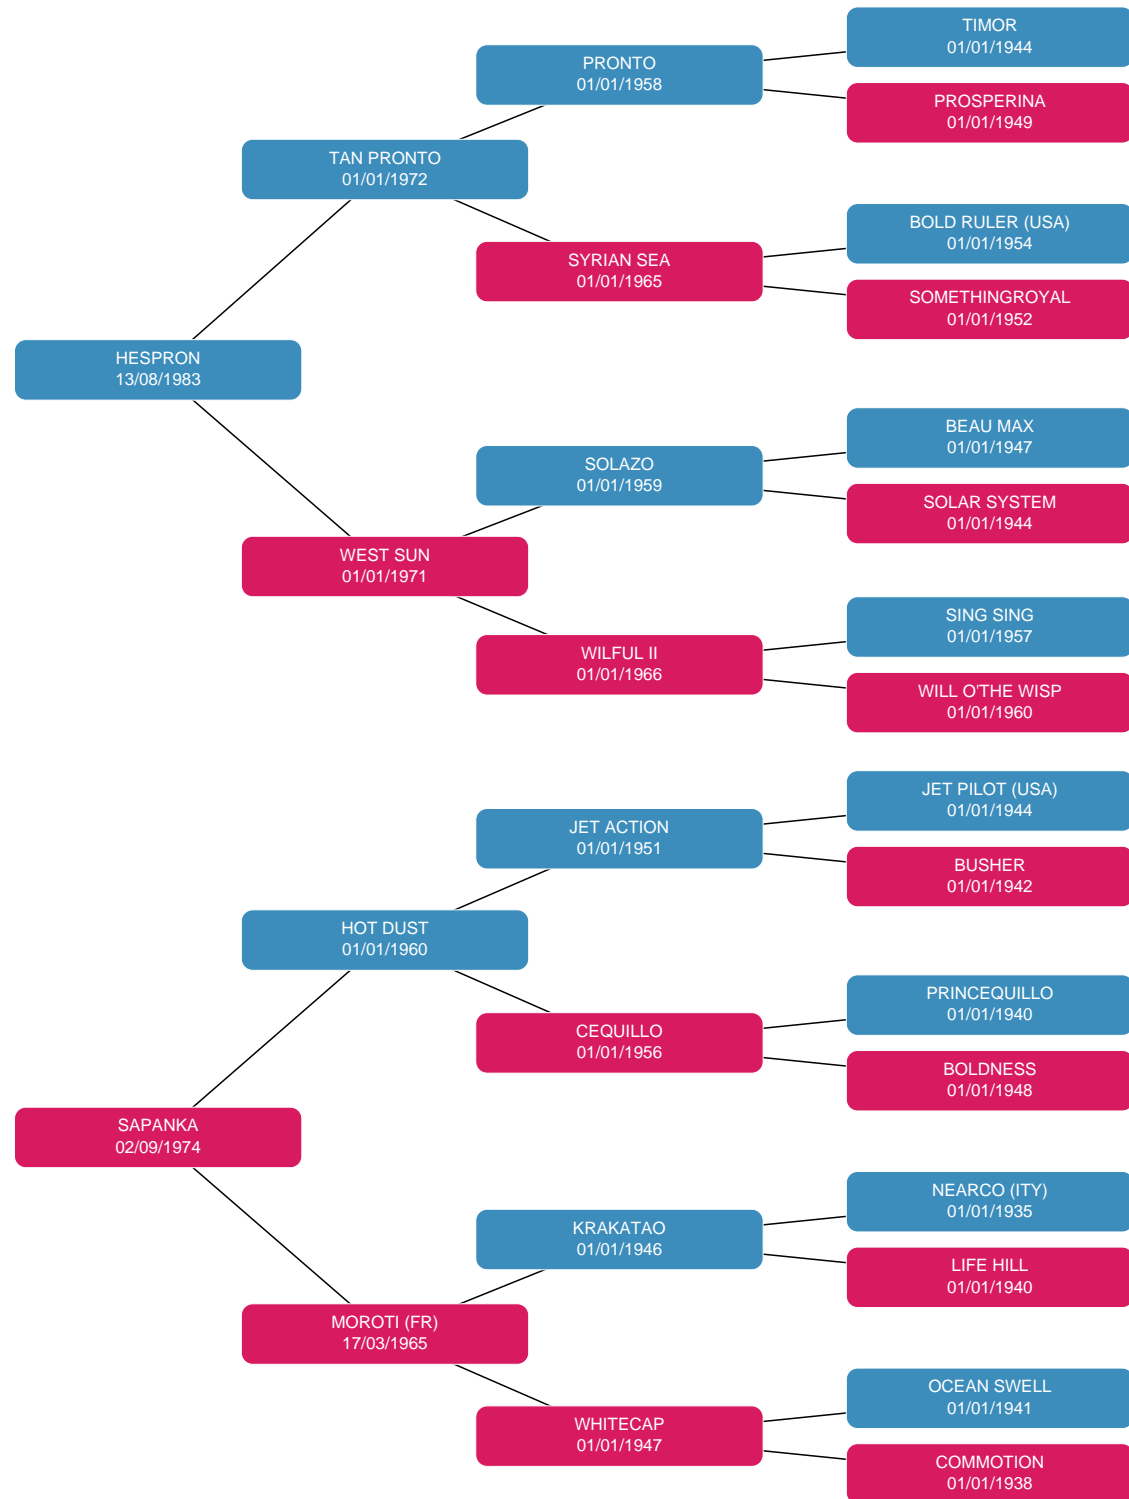 TIMOR
01/01/1944
PRONTO
01/01/1958
PROSPERINA
01/01/1949
TAN PRONTO
01/01/1972
BOLD RULER (USA)
01/01/1954
SYRIAN SEA
01/01/1965
SOMETHINGROYAL
01/01/1952
HESPRON
13/08/1983
BEAU MAX
01/01/1947
SOLAZO
01/01/1959
SOLAR SYSTEM
01/01/1944
WEST SUN
01/01/1971
SING SING
01/01/1957
WILFUL II
01/01/1966
WILL O'THE WISP
01/01/1960
JET PILOT (USA)
01/01/1944
JET ACTION
01/01/1951
BUSHER
01/01/1942
HOT DUST
01/01/1960
PRINCEQUILLO
01/01/1940
CEQUILLO
01/01/1956
BOLDNESS
01/01/1948
SAPANKA
02/09/1974
NEARCO (ITY)
01/01/1935
KRAKATAO
01/01/1946
LIFE HILL
01/01/1940
MOROTI (FR)
17/03/1965
OCEAN SWELL
01/01/1941
WHITECAP
01/01/1947
COMMOTION
01/01/1938